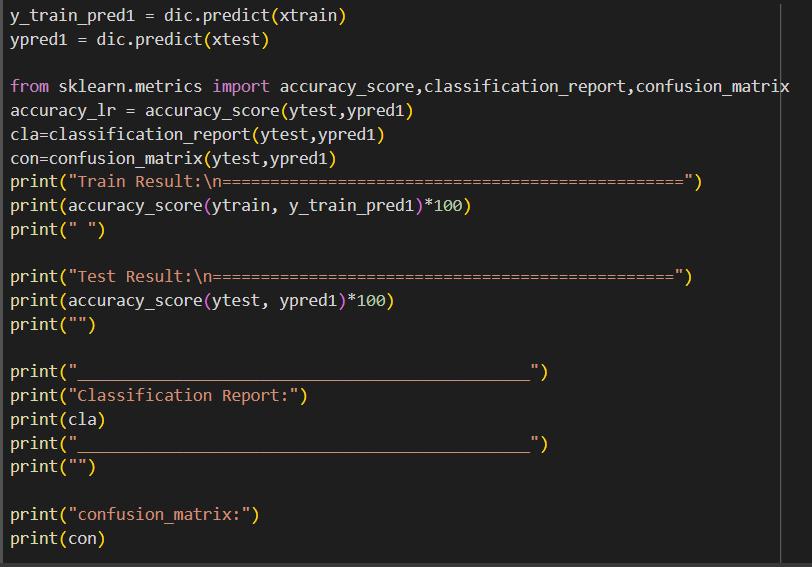 y_train_pred1 = dic.predict(xtrain)
ypred1 = dic.predict(xtest)
from sklearn.metrics import accuracy_score,classification_report,confusion_matrix
accuracy_lr = accuracy_score(ytest,ypred1)
cla=classification_report(ytest,ypred1)
con=confusion_matrix(ytest,ypred1)
print("Train Result:\n================================================")
print(accuracy_score(ytrain, y_train_pred1)*100)
print(" ")
print("Test Result:\n================================================")
print(accuracy_score(ytest, ypred1)*100)
print("")
print("_______________________________________________")
print("Classification Report:")
print(cla)
print("_______________________________________________")
print("")
print("confusion_matrix:")
print(con)